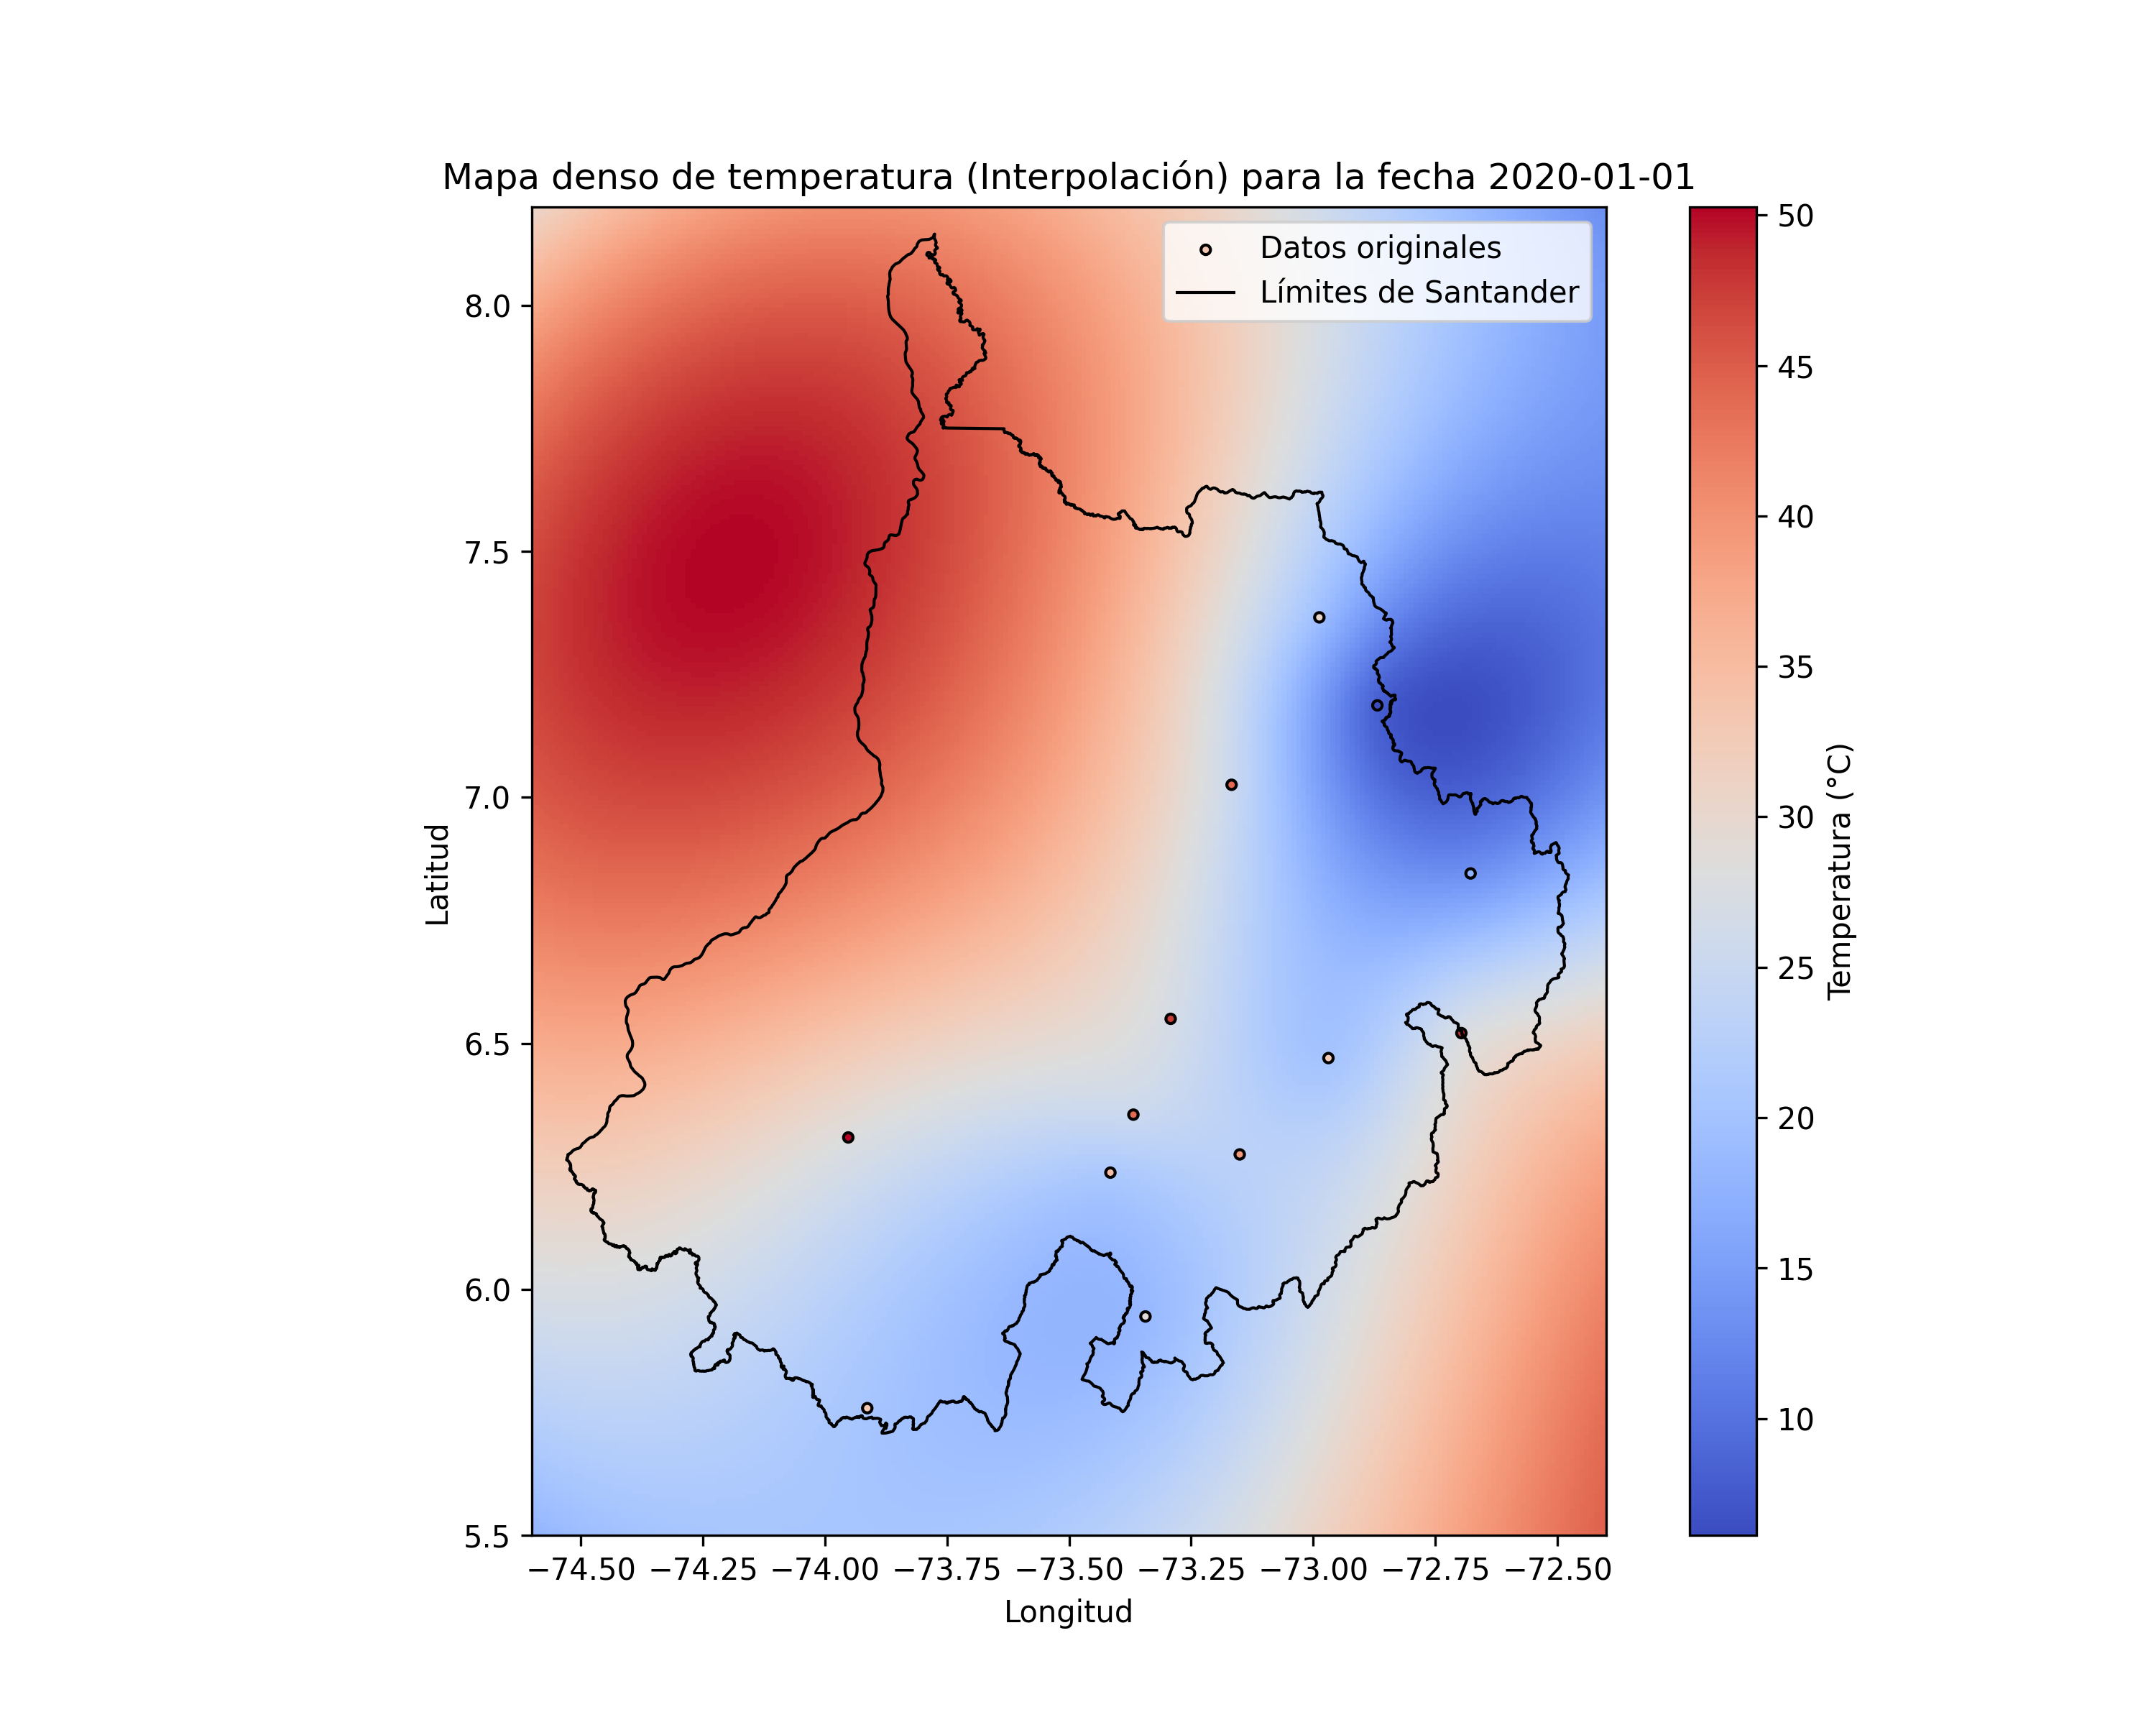 Mapa denso de temperatura (Interpolación) para la fecha 2020-01-01
Datos originales
Límites de Santander
8.0
7.5
7.0
6.5
6.0
5.5
Latitud
−74.50 −74.25 −74.00 −73.75 −73.50 −73.25 −73.00 −72.75 −72.50
Longitud
50
45
40
35
30
25
20
15
10
Temperatura (°C)